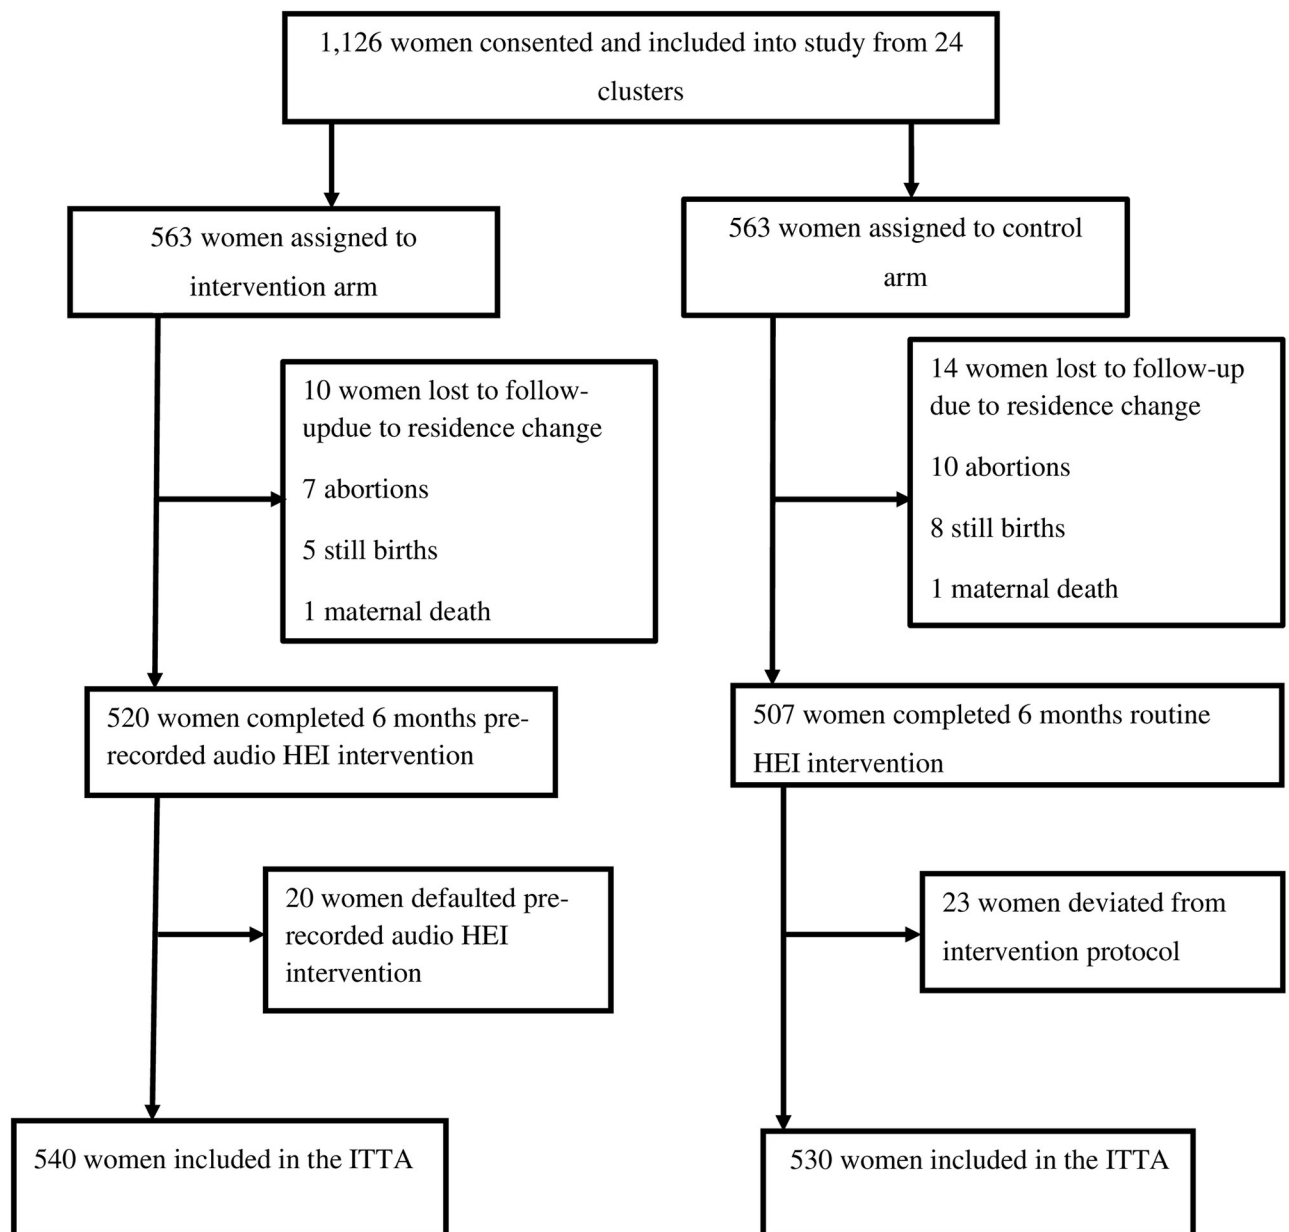 1,126 women consented and included into study from 24
clusters
563 women assigned to
intervention arm
563 women assigned to control
arm
10 women lost to follow-
updue to residence change
7 abortions
5 still births
1 maternal death
14 women lost to follow-up
due to residence change
10 abortions
8 still births
1 maternal death
520 women completed 6 months pre-
recorded audio HEI intervention
507 women completed 6 months routine
HEI intervention
20 women defaulted pre-
recorded audio HEI
intervention
23 women deviated from
intervention protocol
540 women included in the ITTA
530 women included in the ITTA